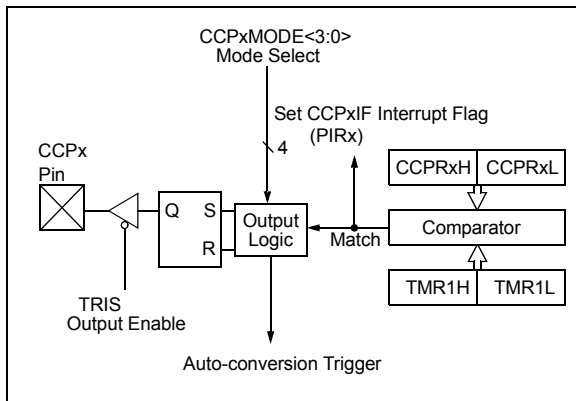 CCPxMODE<3:0>
Mode Select
Set CCPxIF Interrupt Flag
(PIRx)
4
CCPx
Pin
CCPRxH CCPRxL
Q S
R
Output
Logic
Match
Comparator
TMR1H TMR1L
TRIS
Output Enable
Auto-conversion Trigger